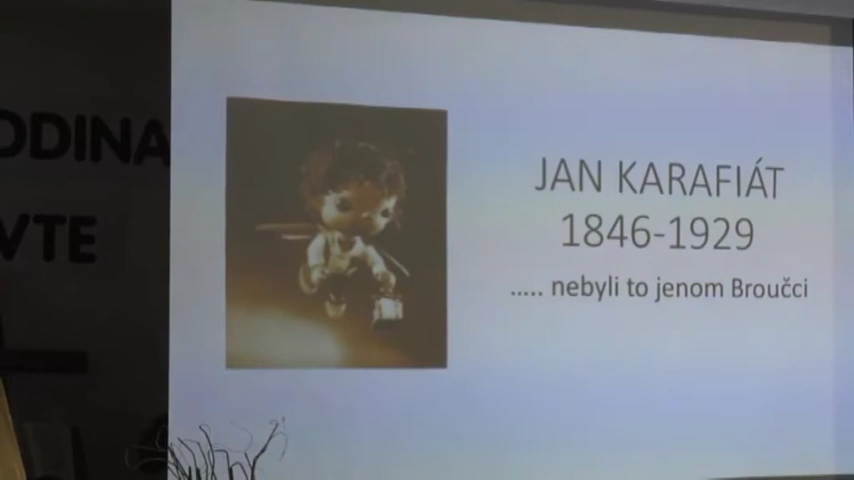 ODINA
VTE
JAN KARAFIÁT
1846-1929
..... nebyli to jenom Broučci